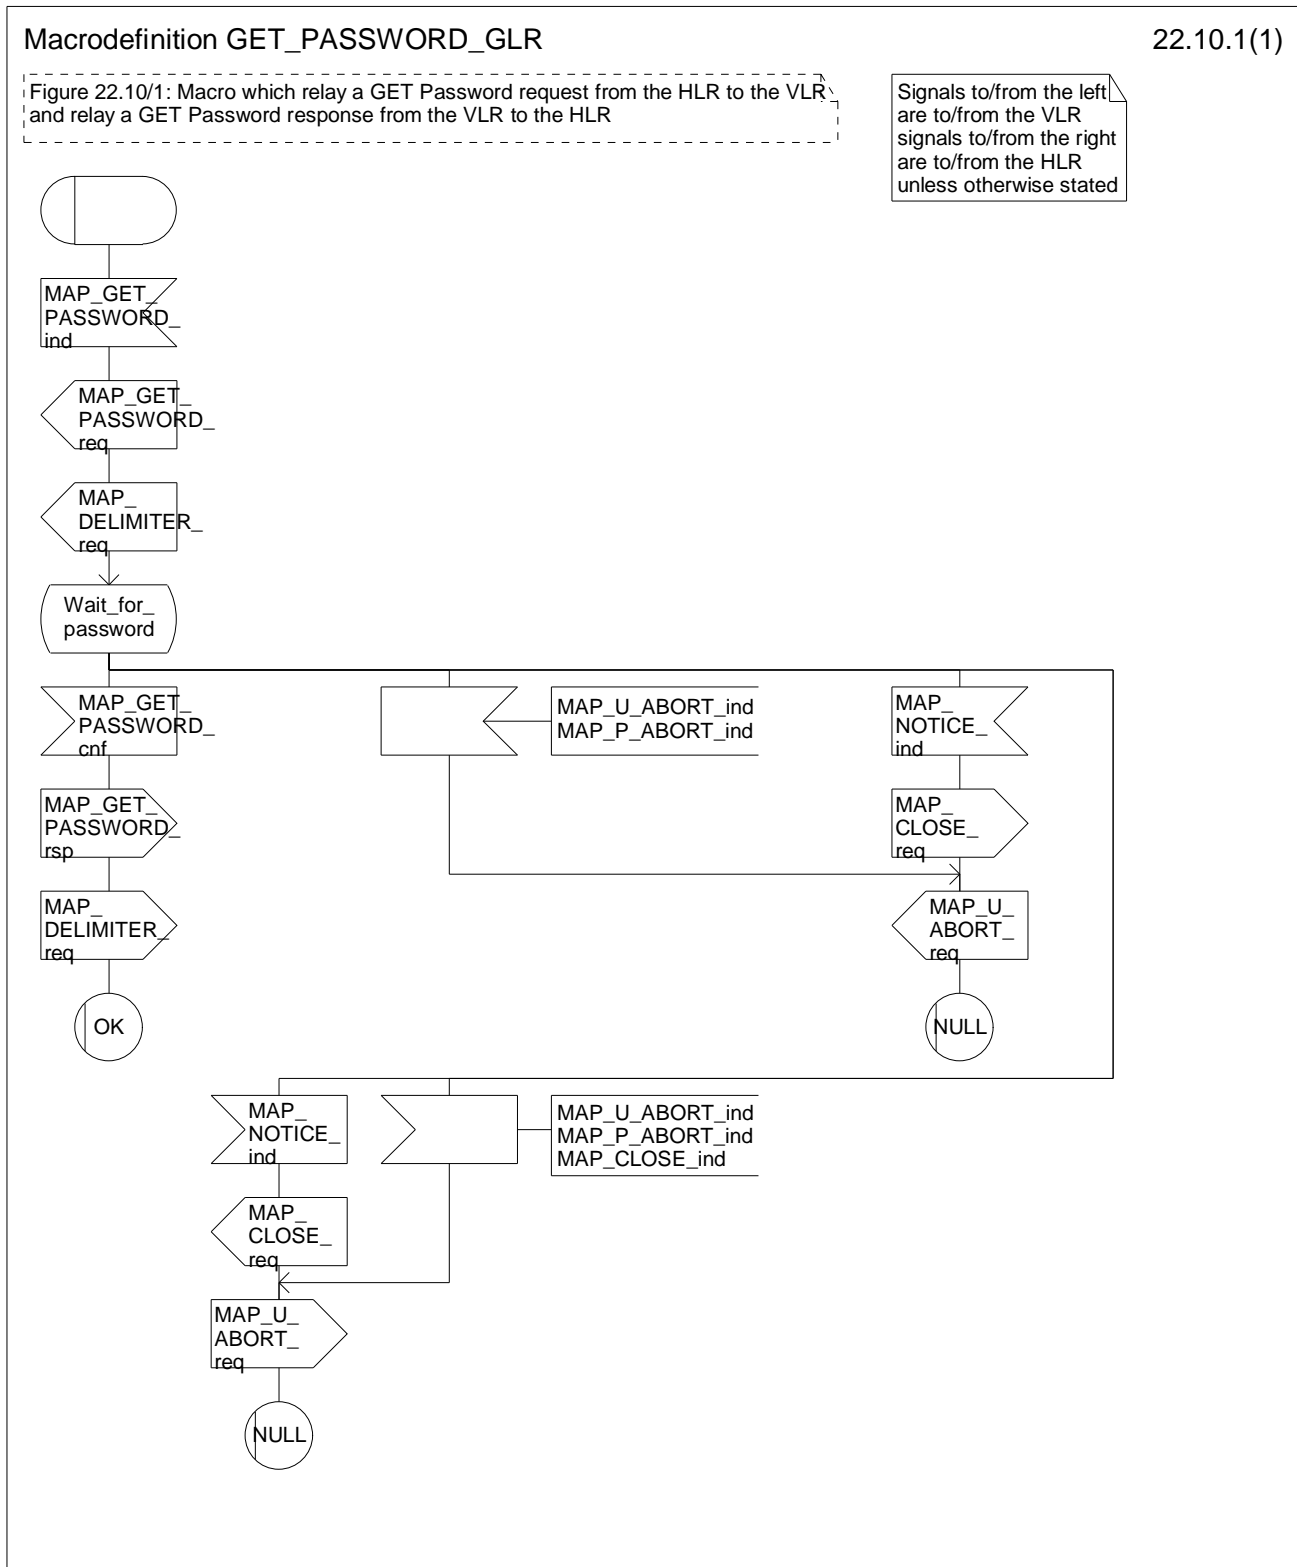 Macrodefinition GET_PASSWORD_GLR
22.10.1(1)
Figure 22.10/1: Macro which relay a GET Password request from the HLR to the VLR
and relay a GET Password response from the VLR to the HLR
Signals to/from the left
are to/from the VLR
signals to/from the right
are to/from the HLR
unless otherwise stated
MAP_GET_
PASSWORD_
ind
MAP_GET_
PASSWORD_
req
MAP_
DELIMITER_
req
Wait_for_
password
MAP_GET_
PASSWORD_
cnf
MAP_U_ABORT_ind
MAP_P_ABORT_ind
MAP_
NOTICE_
ind
MAP_GET_
PASSWORD_
rsp
MAP_
CLOSE_
req
MAP_
DELIMITER_
req
MAP_U_
ABORT_
req
OK
NULL
MAP_
NOTICE_
ind
MAP_U_ABORT_ind
MAP_P_ABORT_ind
MAP_CLOSE_ind
MAP_
CLOSE_
req
MAP_U_
ABORT_
req
NULL